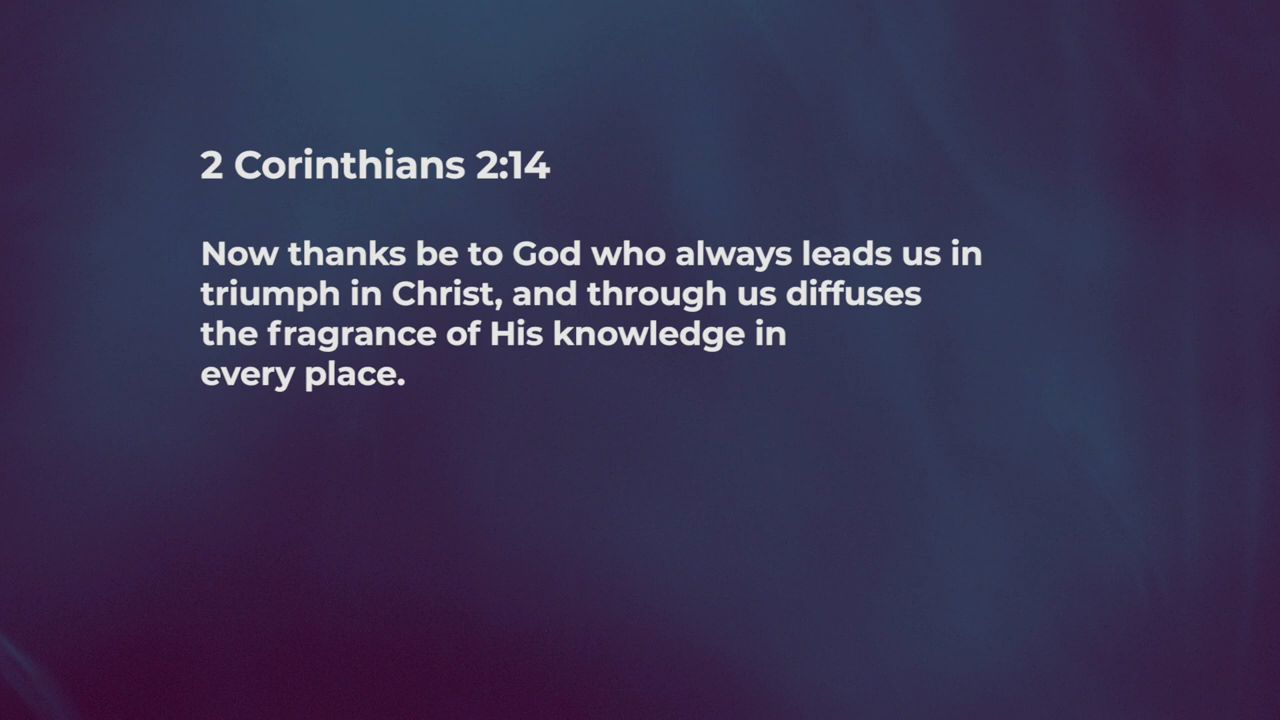 2 Corinthians 2:14
Now thanks be to God who always leads us in
triumph in Christ, and through us diffuses
the fragrance of His knowledge in
every place.